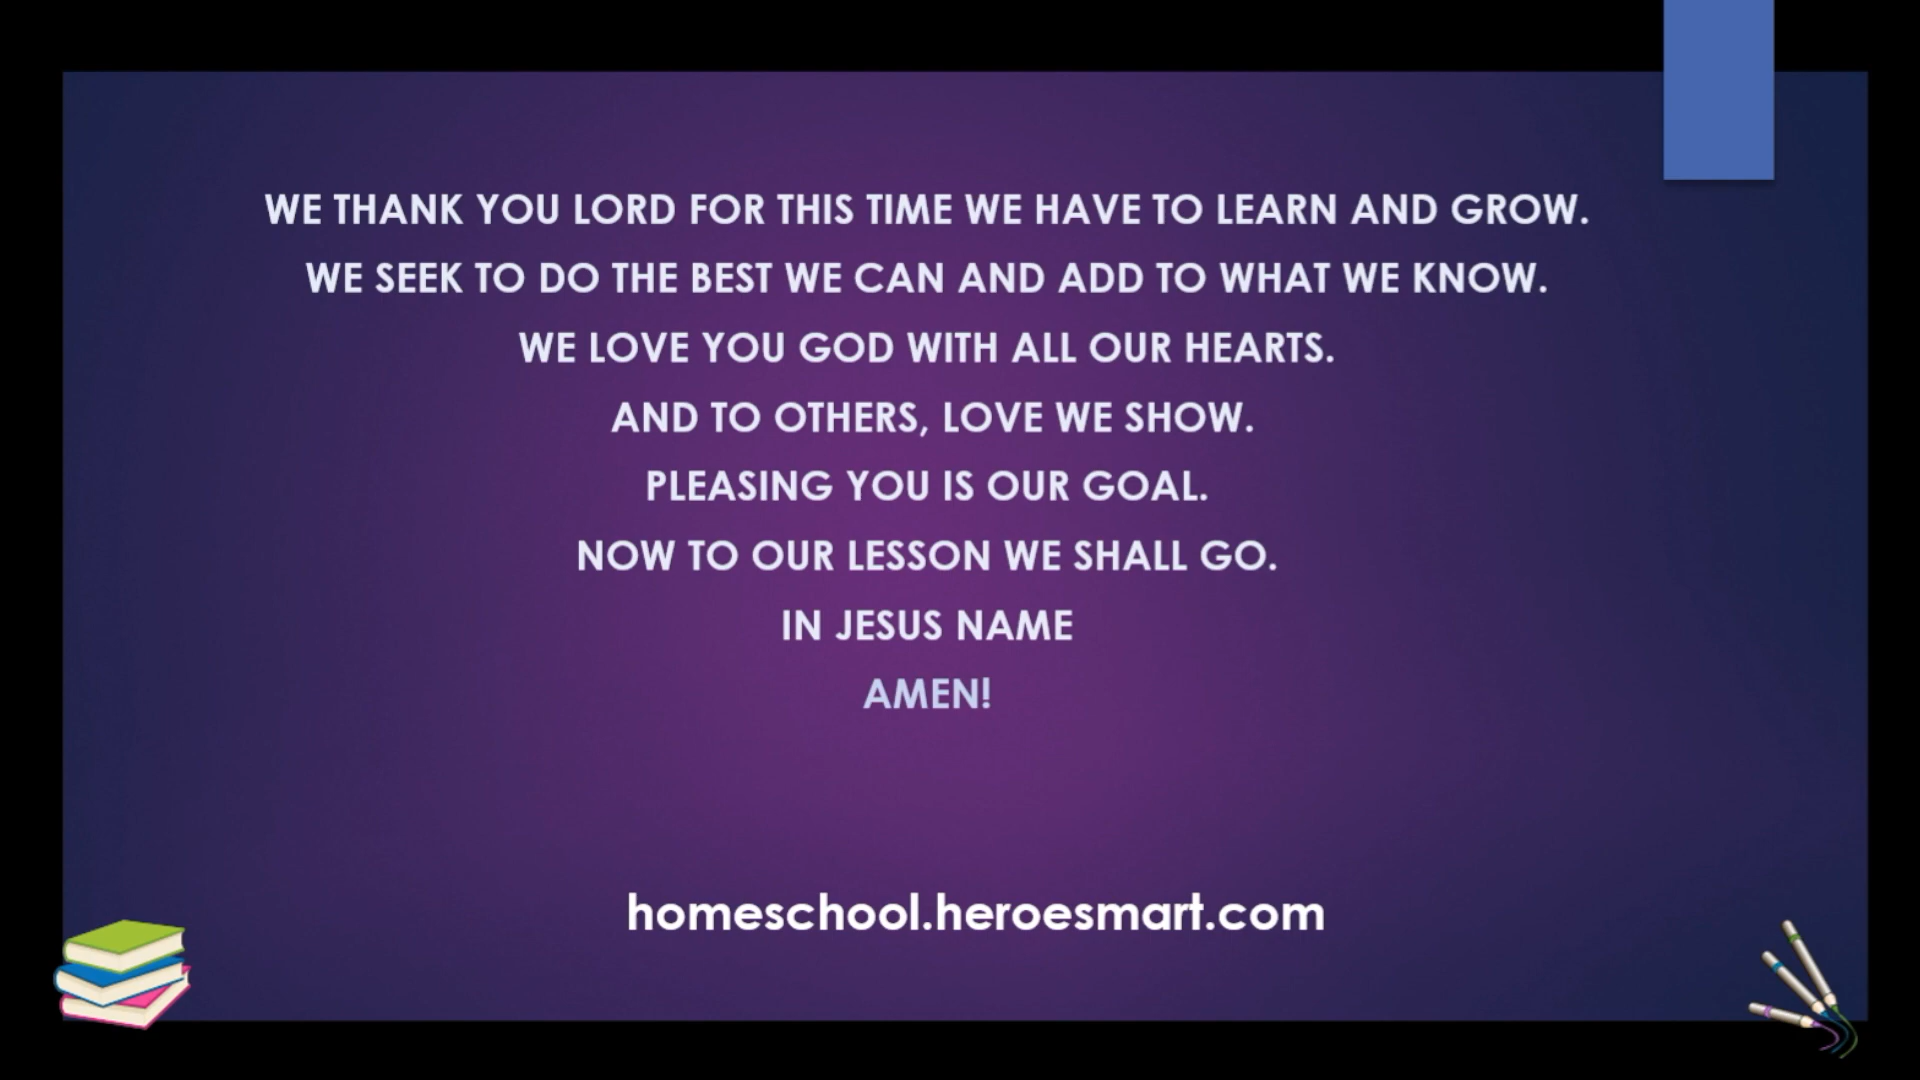 WE THANK YOU LORD FOR THIS TIME WE HAVE TO LEARN AND GROW.
WE SEEK TO DO THE BEST WE CAN AND ADD TO WHAT WE KNOW.
WE LOVE YOU GOD WITH ALL OUR HEARTS.
AND TO OTHERS, LOVE WE SHOW.
PLEASING YOU IS OUR GOAL.
NOW TO OUR LESSON WE SHALL GO.
IN JESUS NAME
AMEN!
homeschool.heroesmart.com